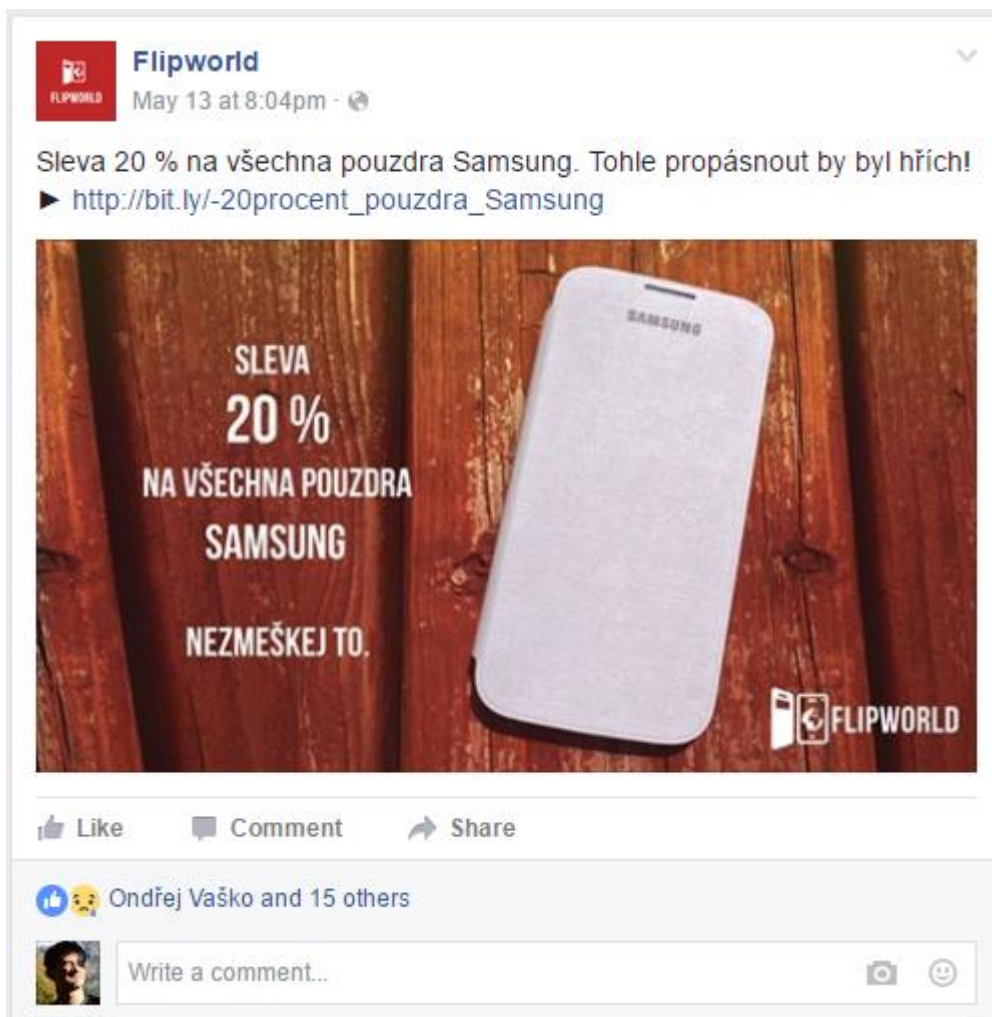 FLIPWORLD
Flipworld
May 13 at 8:04pm ·
Sleva 20 % na všechna pouzdra Samsung. Tohle propásnout by byl hřích!
► http://bit.ly/-20procent_pouzdra_Samsung
SLEVA
20 %
NA VŠECHNA POUZDRA
SAMSUNG
NEZMEŠKEJ TO.
SAMSUNG
FLIPWORLD
Like Comment Share
Ondřej Vaško and 15 others
Write a comment...